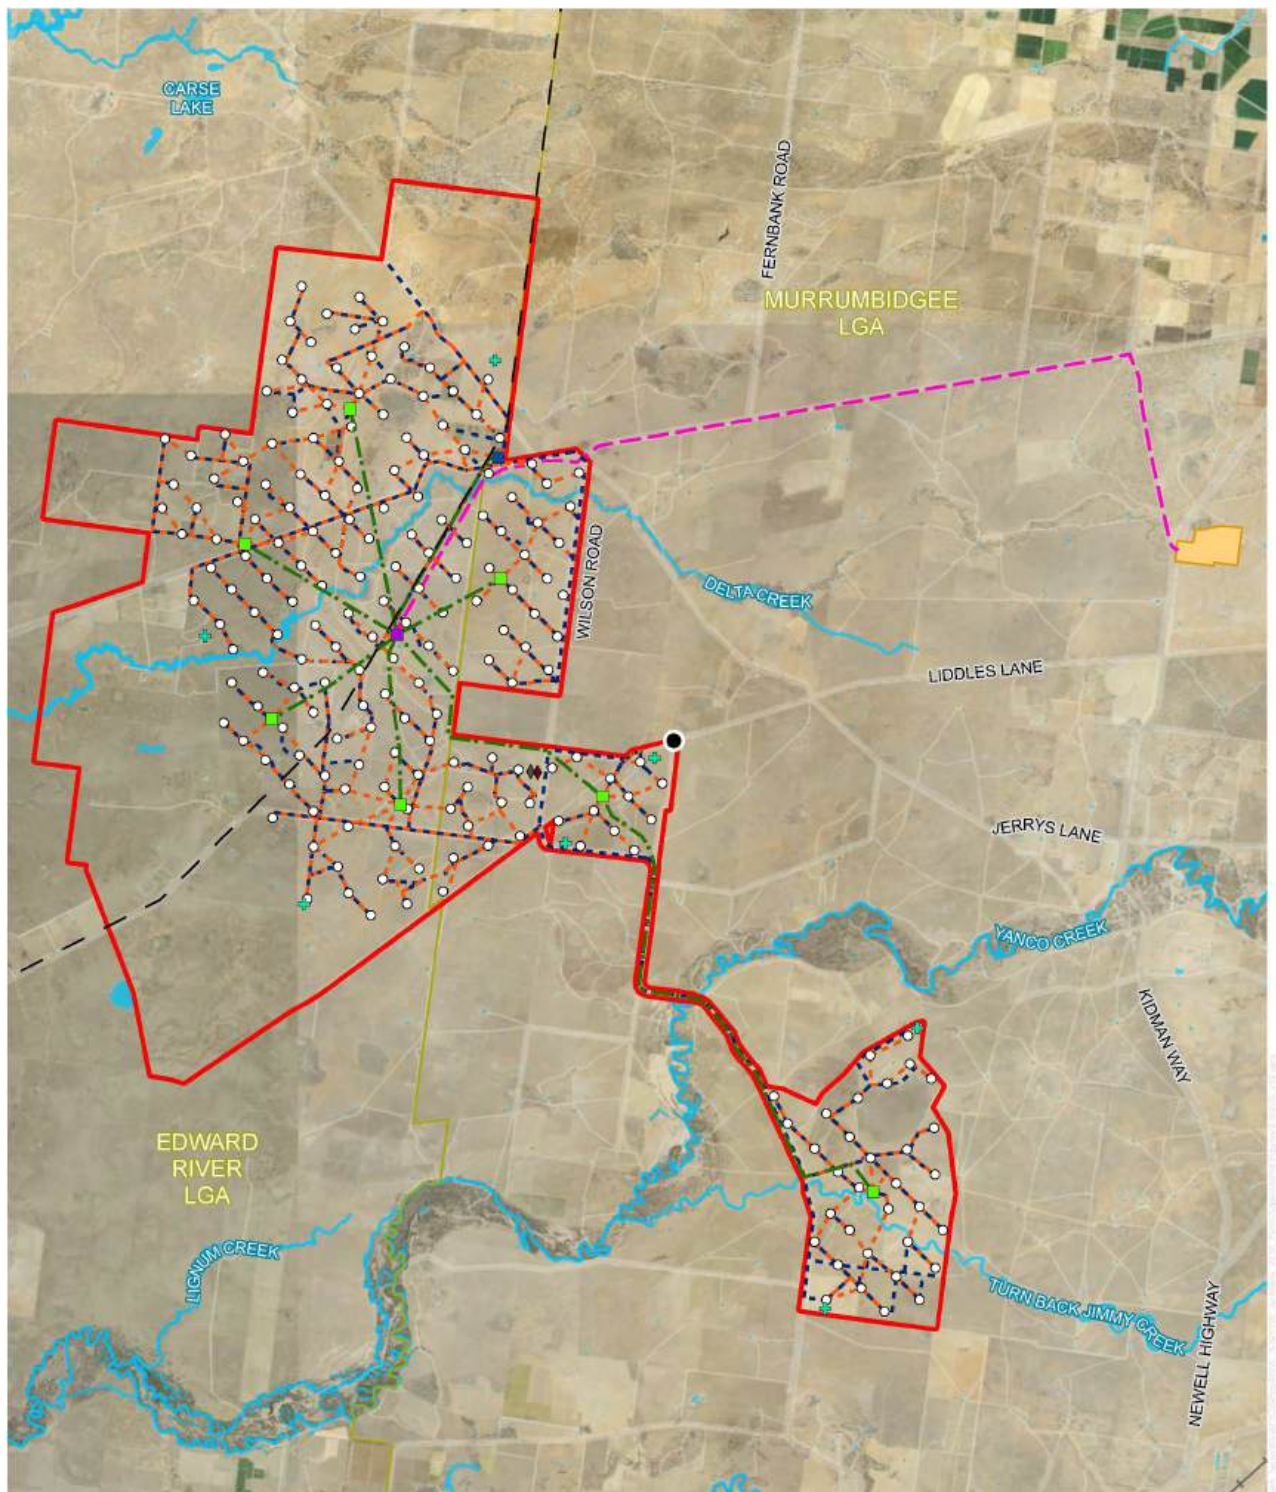 CARSE
LAKE
FERNBANK ROAD
MURRUMBIDGEE
LGA
WILSON ROAD
DELTA CREEK
LIDDLES LANE
JERRYS LANE
YANCO CREEK
KIDMAN WAY
EDWARD
RIVER
LGA
LIGNUM CREEK
TURN BACK JIMMY CREEK
NEWELL HIGHWAY